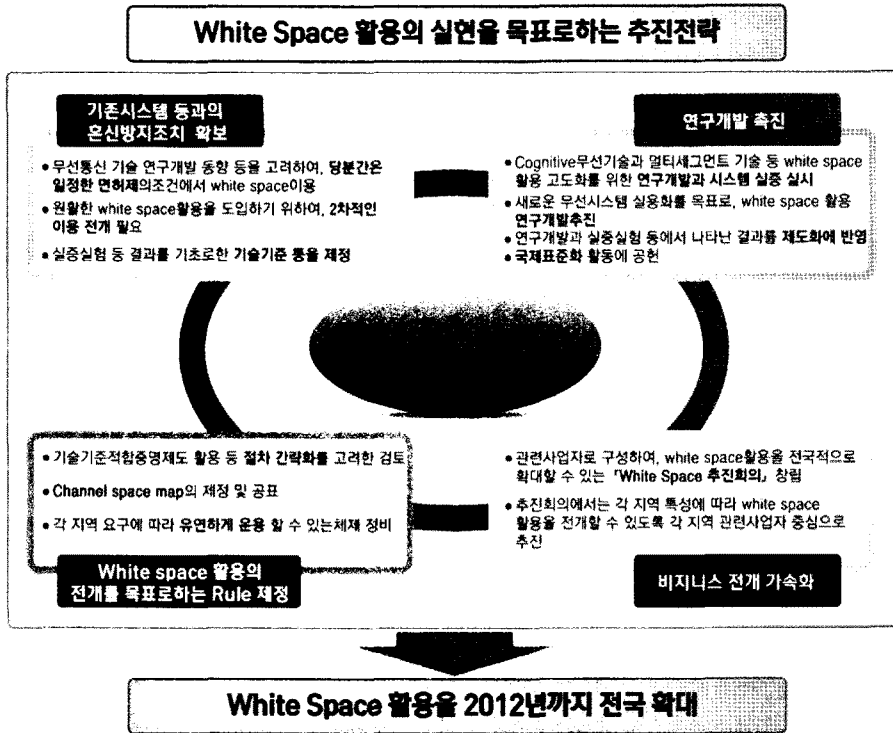 White Space 활용의 실현을 목표로하는 추진전략
기존시스템 등과의
혼신방지조치 확보
• 무선통신 기술 연구개발 동향 등을 고려하여, 당분간은
일정한 면허제의조건에서 white space이용
• 원활한 white space활용을 도입하기 위하여, 2차적인
이용 전개 필요
• 실증실험 등 결과를 기초로한 기술기준 통을 제정
연구개발 촉진
• Cognitive무선기술과 멀티세그먼트 기술 등 white space
활용 고도화를 위한 연구개발과 시스템 실증 실시
• 새로운 무선시스템 실용화를 목표로, white space 활용
연구개발추진
• 연구개발과 실증실험 등에서 나타난 결과를 제도화에 반영
• 국제표준화 활동에 공헌
• 기술기준적합증명제도 활용 등 절차 간략화를 고려한 검토
• Channel space map의 제정 및 공표
• 각 지역 요구에 따라 유연하게 운용 할 수 있는체제 정비
White space 활용의
전개를 목표로하는 Rule 제정
• 관련사업자로 구성하여, white space활용을 전국적으로
확대할 수 있는 「White Space 추진회의」 창립
• 추진회의에서는 각 지역 특성에 따라 white space
활용을 전개할 수 있도록 각 지역 관련사업자 중심으로
추진
비지니스 전개 가속화
White Space 활용을 2012년까지 전국 확대